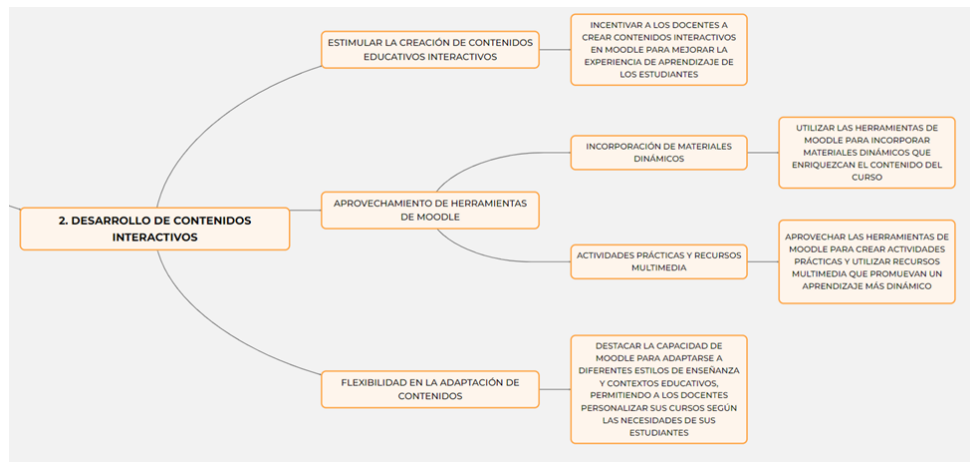 ESTIMULAR LA CREACIÓN DE CONTENIDOS
EDUCATIVOS INTERACTIVOS
INCENTIVAR A LOS DOCENTES A
CREAR CONTENIDOS INTERACTIVOS
EN MOODLE PARA MEJORAR LA
EXPERIENCIA DE APRENDIZAJE DE
LOS ESTUDIANTES
2. DESARROLLO DE CONTENIDOS
INTERACTIVOS
APROVECHAMIENTO DE HERRAMIENTAS
DE MOODLE
INCORPORACIÓN DE MATERIALES
DINÁMICOS
UTILIZAR LAS HERRAMIENTAS DE
MOODLE PARA INCORPORAR
MATERIALES DINÁMICOS QUE
ENRIQUEZCAN EL CONTENIDO DEL
CURSO
ACTIVIDADES PRÁCTICAS Y RECURSOS
MULTIMEDIA
APROVECHAR LAS HERRAMIENTAS DE
MOODLE PARA CREAR ACTIVIDADES
PRÁCTICAS Y UTILIZAR RECURSOS
MULTIMEDIA QUE PROMUEVAN UN
APRENDIZAJE MÁS DINÁMICO
FLEXIBILIDAD EN LA ADAPTACIÓN DE
CONTENIDOS
DESTACAR LA CAPACIDAD DE
MOODLE PARA ADAPTARSE A
DIFERENTES ESTILOS DE ENSEÑANZA
Y CONTEXTOS EDUCATIVOS,
PERMITIENDO A LOS DOCENTES
PERSONALIZAR SUS CURSOS SEGÚN
LAS NECESIDADES DE SUS
ESTUDIANTES